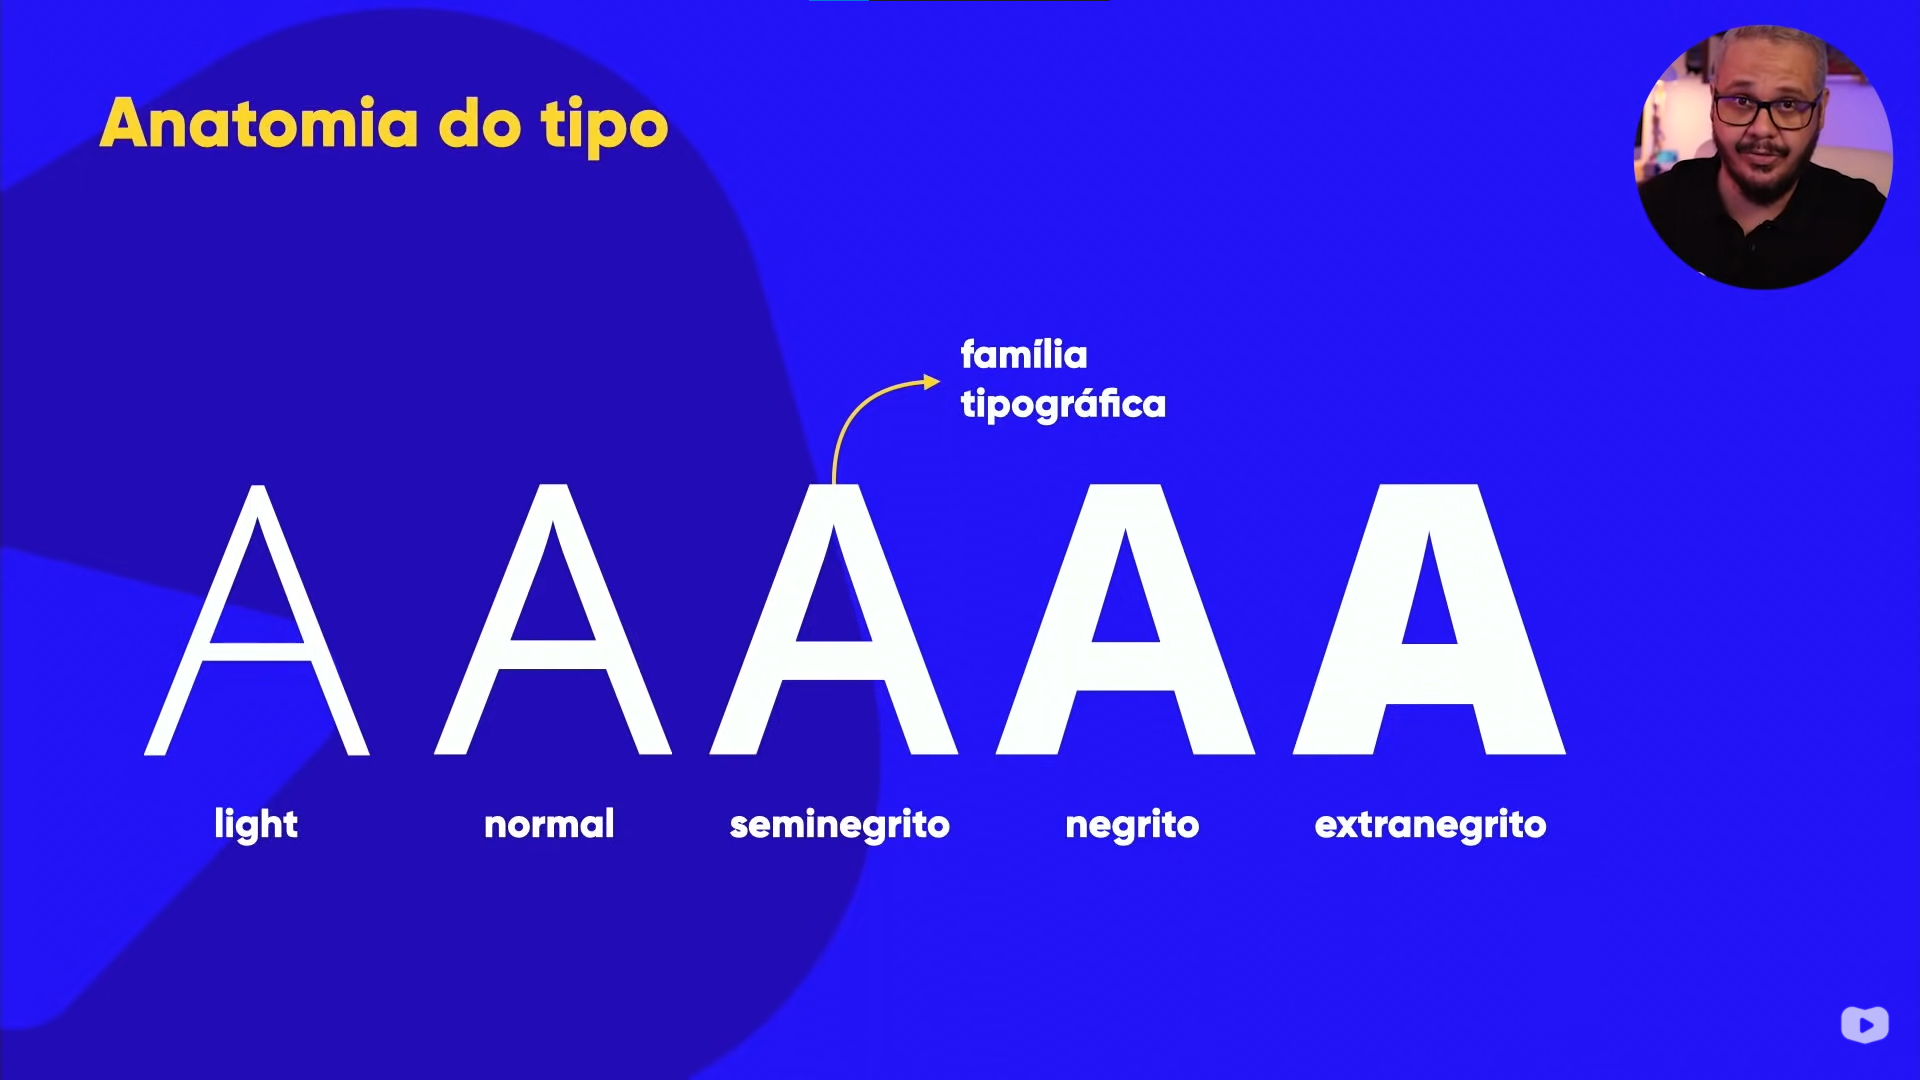 Anatomia do tipo
família
tipográfica
A A A A A
light normal seminegrito negrito extranegrito